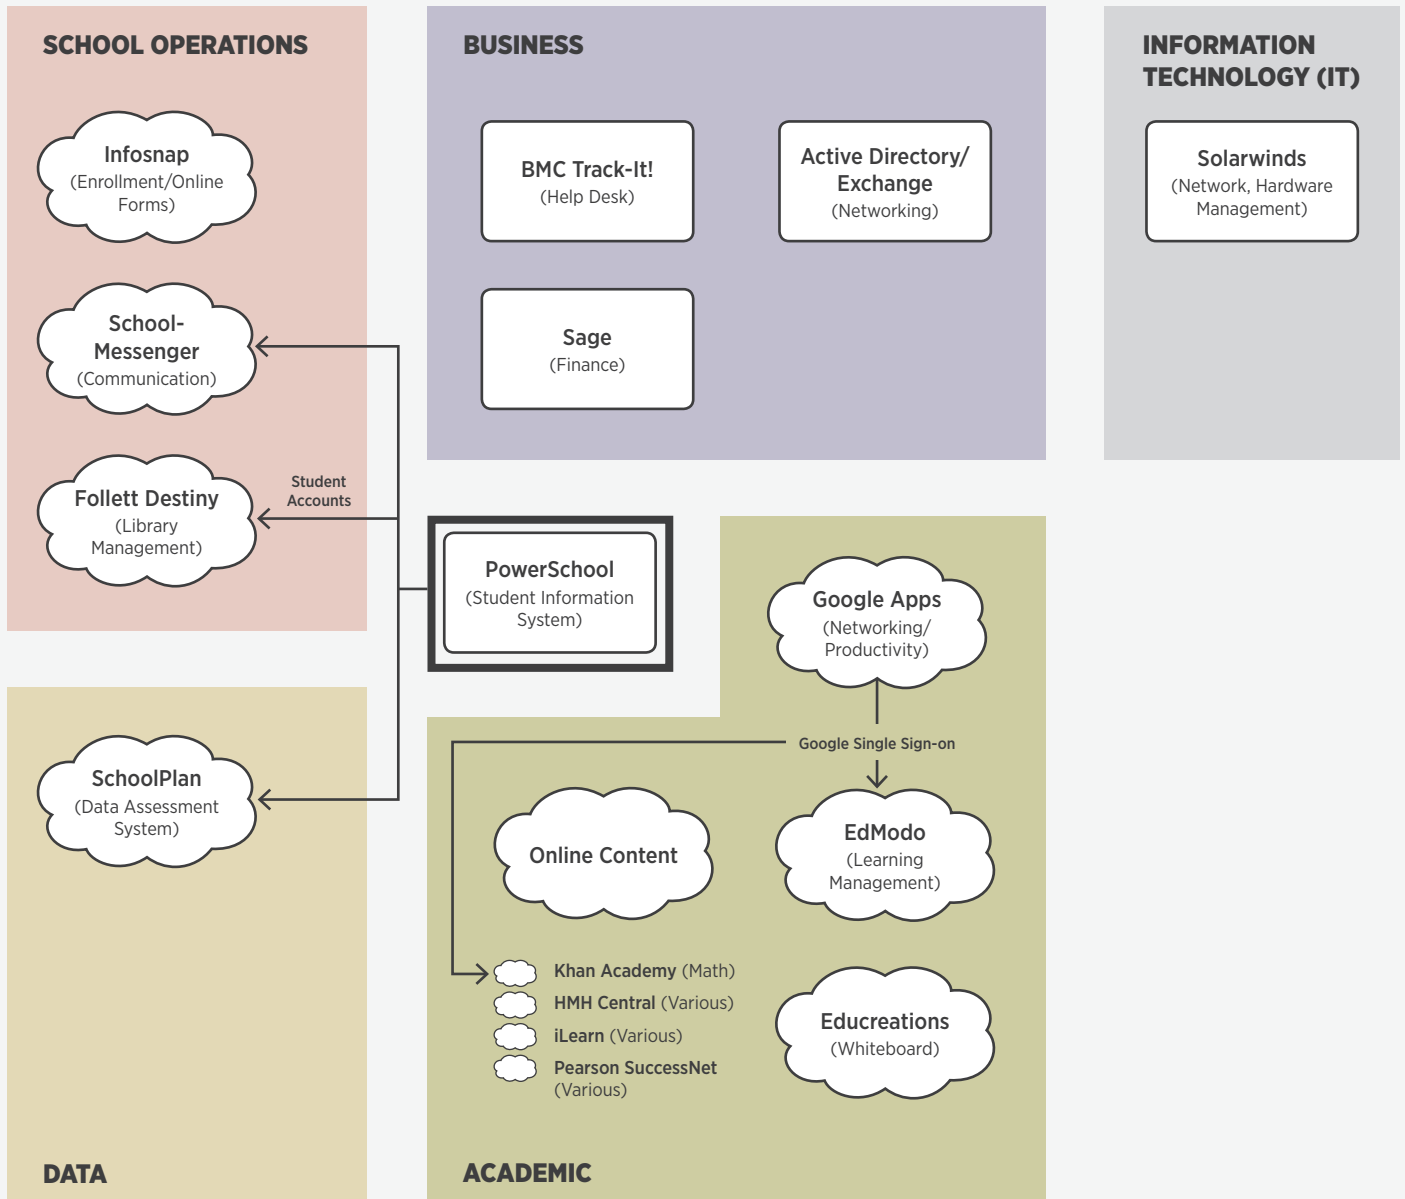 SCHOOL OPERATIONS
Infosnap
(Enrollment/Online
Forms)
School-
Messenger
(Communication)
Follett Destiny
(Library
Management)
Student
Accounts
BUSINESS
BMC Track-It!
(Help Desk)
Active Directory/
Exchange
(Networking)
Sage
(Finance)
INFORMATION
TECHNOLOGY (IT)
Solarwinds
(Network, Hardware
Management)
PowerSchool
(Student Information
System)
SchoolPlan
(Data Assessment
System)
DATA
Google Apps
(Networking/
Productivity)
Google Single Sign-on
Online Content
EdModo
(Learning
Management)
Khan Academy (Math)
HMH Central (Various)
iLearn (Various)
Pearson SuccessNet
(Various)
Educreations
(Whiteboard)
ACADEMIC